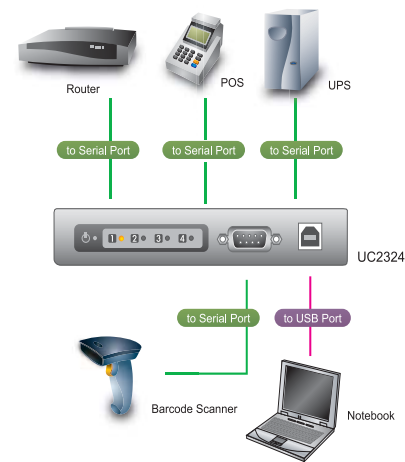 Router
POS
UPS
to Serial Port
to Serial Port
to Serial Port
1 2 3 4
UC2324
to Serial Port
to USB Port
Barcode Scanner
Notebook